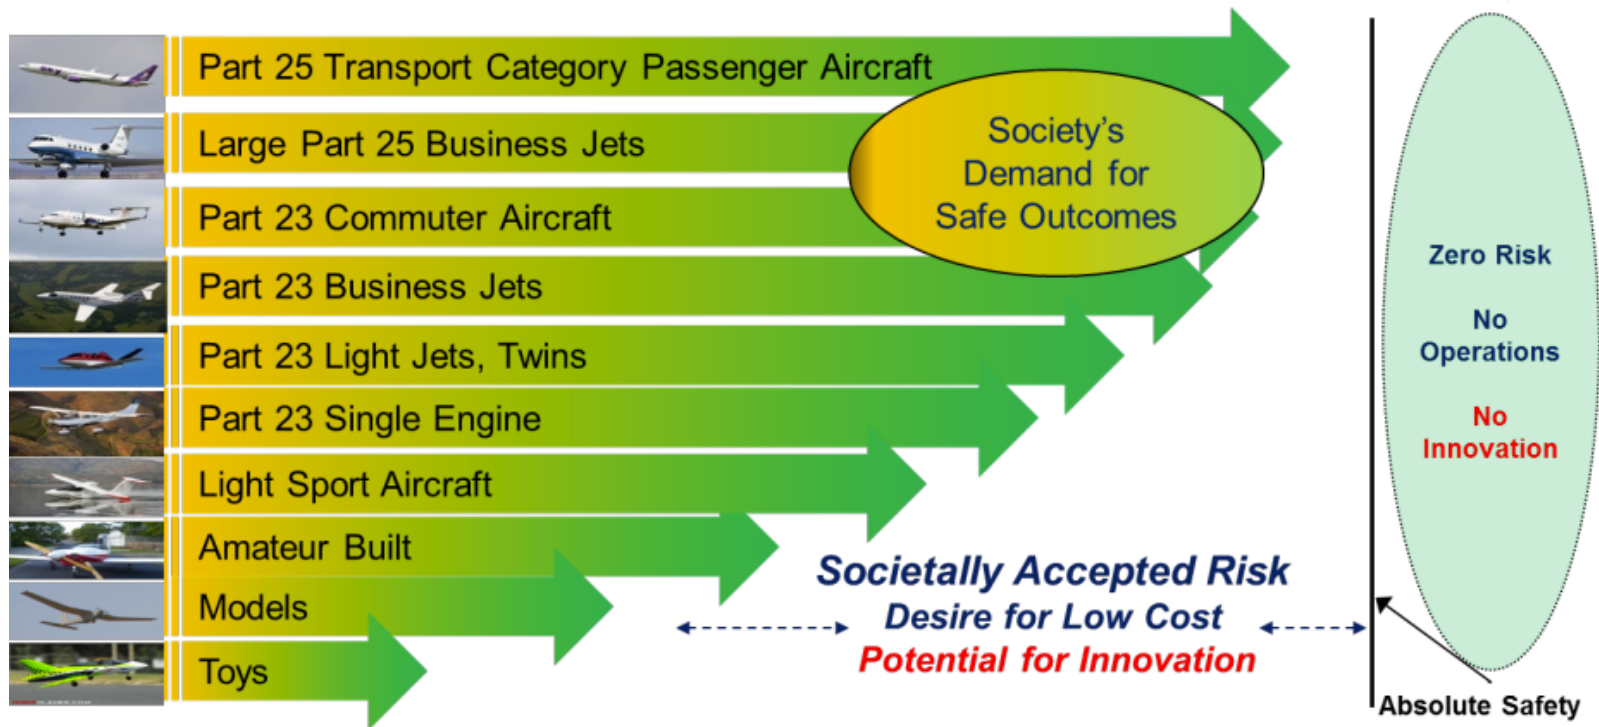 Part 25 Transport Category Passenger Aircraft
Large Part 25 Business Jets
Part 23 Commuter Aircraft
Part 23 Business Jets
Part 23 Light Jets, Twins
Part 23 Single Engine
Light Sport Aircraft
Amateur Built
Models
Toys
Society's
Demand for
Safe Outcomes
Societally Accepted Risk
Desire for Low Cost
Potential for Innovation
Zero Risk
No
Operations
No
Innovation
Absolute Safety